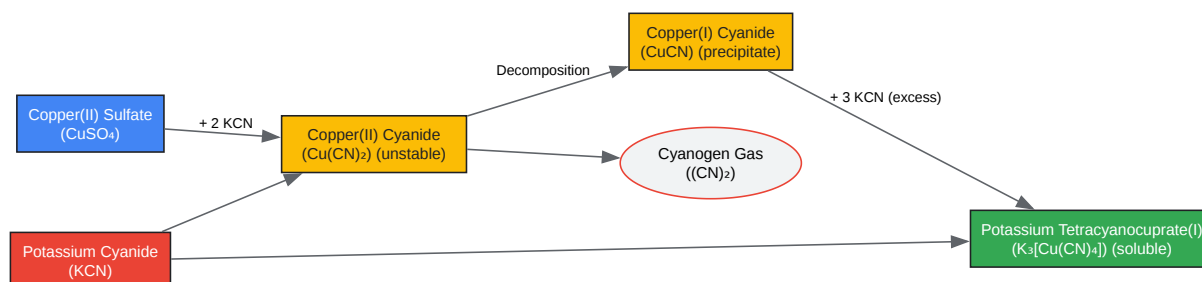 Copper(I) Cyanide
(CuCN) (precipitate)
Decomposition
+ 3 KCN (excess)
Copper(II) Sulfate
(CuSO₄)
+ 2 KCN
Copper(II) Cyanide
(Cu(CN)₂) (unstable)
Cyanogen Gas
((CN)₂)
Potassium Cyanide
(KCN)
Potassium Tetracyanocuprate(I)
(K₃[Cu(CN)₄]) (soluble)